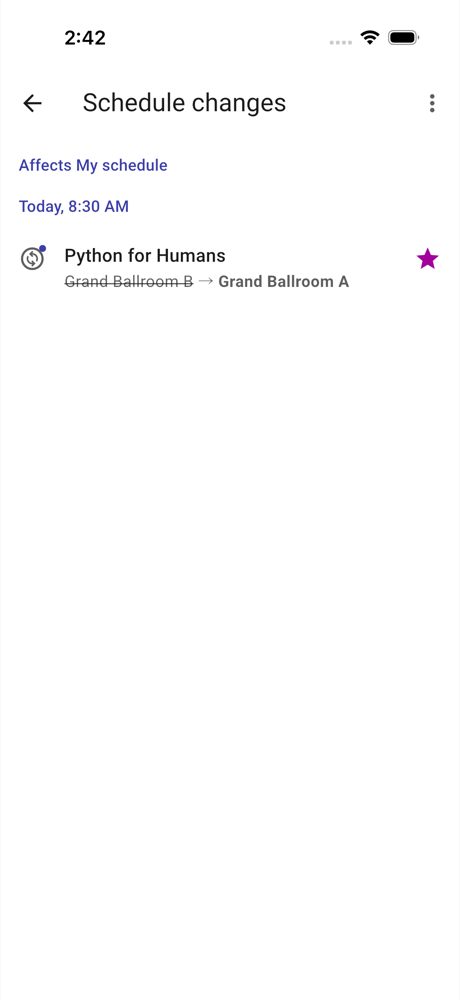 2:42
Schedule changes
Affects My schedule
Today, 8:30 AM
Python for Humans
Grand Ballroom B → Grand Ballroom A